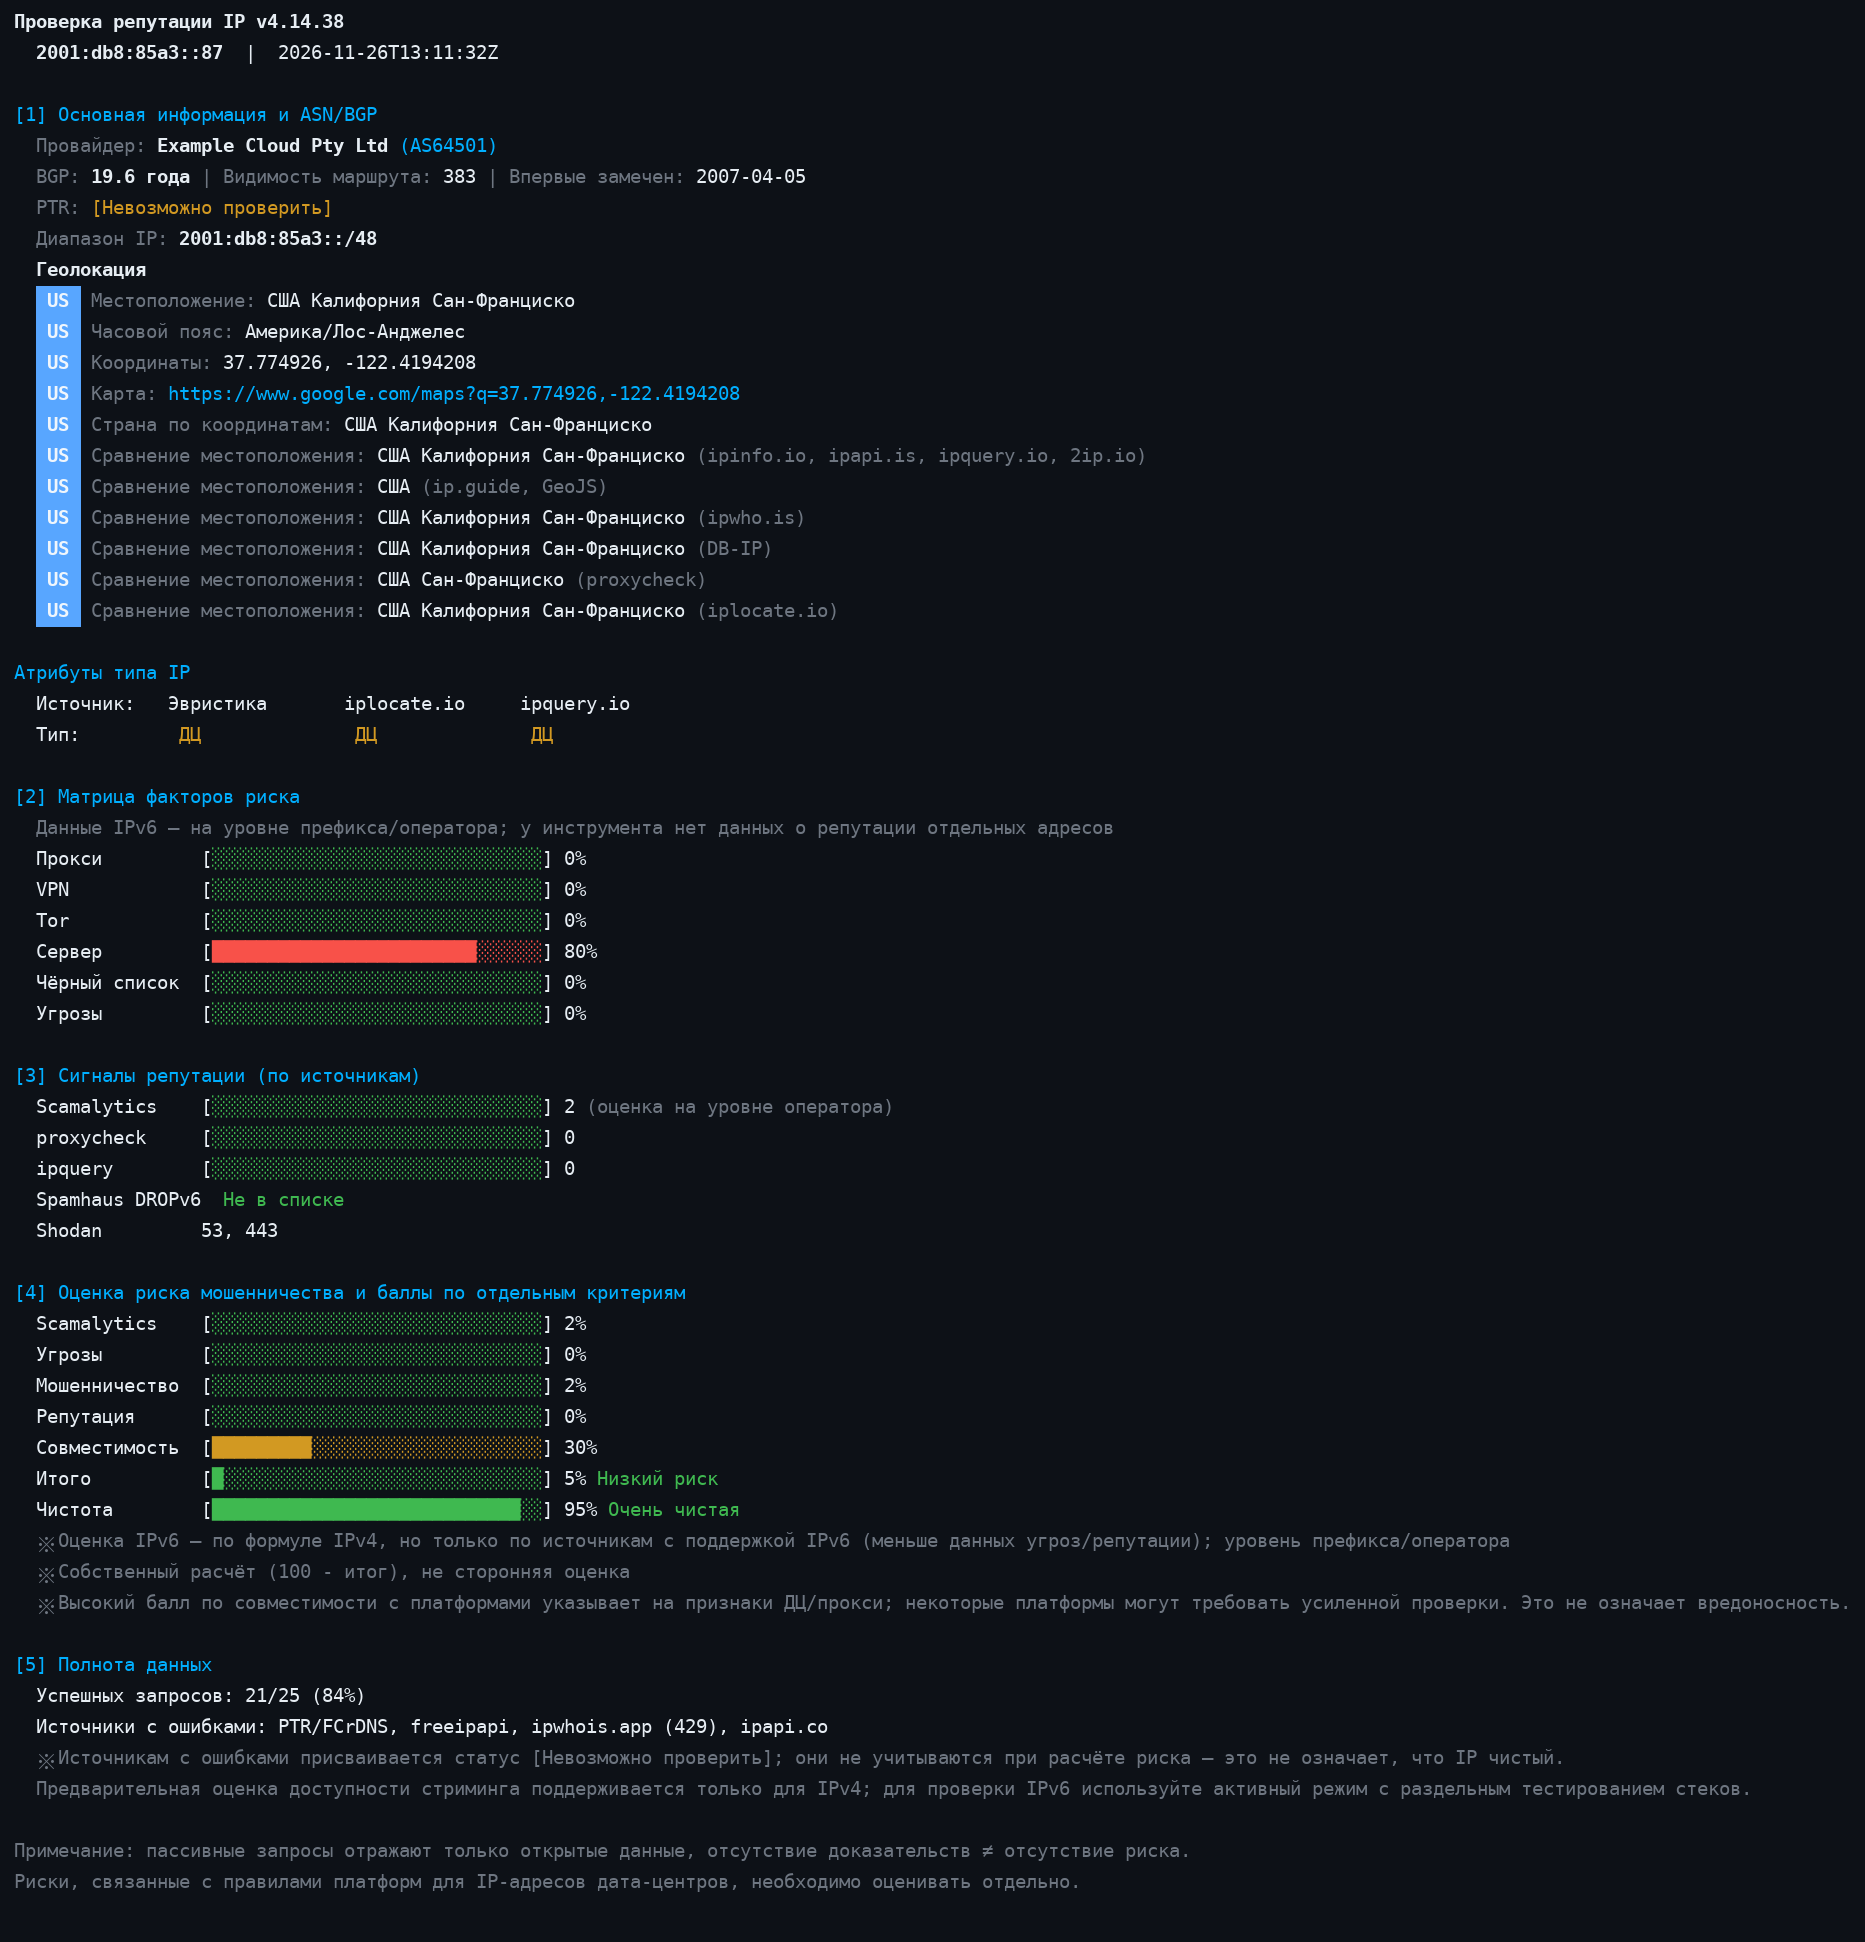 Проверка репутации IP v4.14.38
2001:db8:85a3::87 | 2026-11-26T13:11:32Z
[1] Основная информация и ASN/BGP
Провайдер: Example Cloud Pty Ltd (AS64501)
BGP: 19.6 года | Видимость маршрута: 383 | Впервые замечен: 2007-04-05
PTR: [Невозможно проверить]
Диапазон IP: 2001:db8:85a3::/48
Геолокация
US Местоположение: США Калифорния Сан-Франциско
US Часовой пояс: Америка/Лос-Анджелес
US Координаты: 37.774926, -122.4194208
US Карта: https://www.google.com/maps?q=37.774926,-122.4194208
US Страна по координатам: США Калифорния Сан-Франциско
US Сравнение местоположения: США Калифорния Сан-Франциско (ipinfo.io, ipapi.is, ipquery.io, 2ip.io)
US Сравнение местоположения: США (ip.guide, GeoJS)
US Сравнение местоположения: США Калифорния Сан-Франциско (ipwho.is)
US Сравнение местоположения: США Калифорния Сан-Франциско (DB-IP)
US Сравнение местоположения: США Сан-Франциско (proxycheck)
US Сравнение местоположения: США Калифорния Сан-Франциско (iplocate.io)
Атрибуты типа IP
Источник: Эвристика iplocate.io ipquery.io
Тип: ДЦ ДЦ ДЦ
[2] Матрица факторов риска
Данные IPv6 — на уровне префикса/оператора; у инструмента нет данных о репутации отдельных адресов
Прокси [] 0%
VPN [] 0%
Tor [] 0%
Сервер [] 80%
Чёрный список [] 0%
Угрозы [] 0%
[3] Сигналы репутации (по источникам)
Scamalytics [] 2 (оценка на уровне оператора)
proxycheck [] 0
ipquery [] 0
Spamhaus DROPv6 Не в списке
Shodan 53, 443
[4] Оценка риска мошенничества и баллы по отдельным критериям
Scamalytics [] 2%
Угрозы [] 0%
Мошенничество [] 2%
Репутация [] 0%
Совместимость [] 30%
Итого [] 5% Низкий риск
Чистота [] 95% Очень чистая
※Оценка IPv6 — по формуле IPv4, но только по источникам с поддержкой IPv6 (меньше данных угроз/репутации); уровень префикса/оператора
※Собственный расчёт (100 - итог), не сторонняя оценка
※Высокий балл по совместимости с платформами указывает на признаки ДЦ/прокси; некоторые платформы могут требовать усиленной проверки. Это не означает вредоносность.
[5] Полнота данных
Успешных запросов: 21/25 (84%)
Источники с ошибками: PTR/FCrDNS, freeipapi, ipwhois.app (429), ipapi.co
※Источникам с ошибками присваивается статус [Невозможно проверить]; они не учитываются при расчёте риска — это не означает, что IP чистый.
Предварительная оценка доступности стриминга поддерживается только для IPv4; для проверки IPv6 используйте активный режим с раздельным тестированием стеков.
Примечание: пассивные запросы отражают только открытые данные, отсутствие доказательств ≠ отсутствие риска.
Риски, связанные с правилами платформ для IP-адресов дата-центров, необходимо оценивать отдельно.